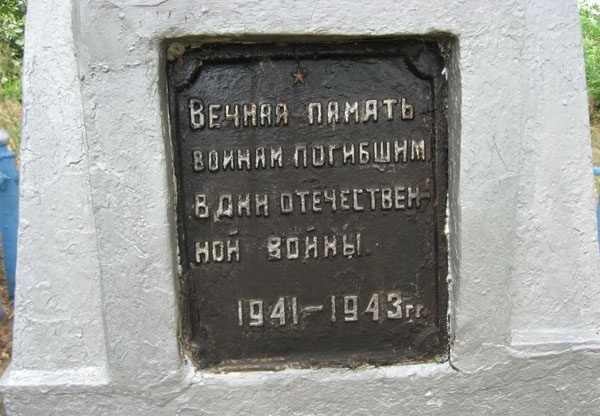 Вечная память
воинам погибшим
в дни отечествен-
ной войны.
1941-1943гг.